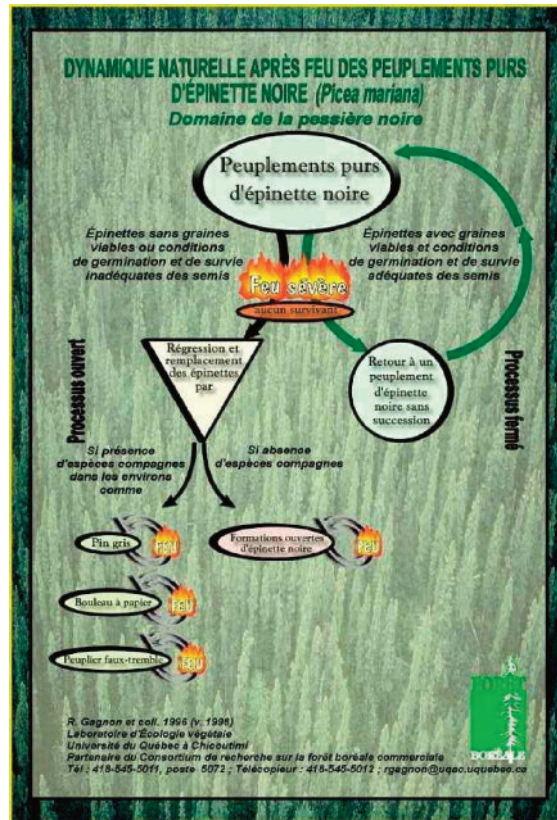 DYNAMIQUE NATURELLE APRÈS FEU DES PEUPLEMENTS PURS
D'ÉPINETTE NOIRE (Picea mariana)
Domaine de la pessière noire
Peuplements purs
d'épinette noire
Épinettes sans graines
viables ou conditions
de germination et de survie
inadéquates des semis
Épinettes avec graines
viables et conditions
de germination et de survie
adéquates des semis
Feu sévère
aucun survivant
Processus ouvert
Régression et
remplacement
des épinettes
par
Retour à un
peuplement
d'épinette
noire sans
succession
Processus fermé
Si présence
d'espèces compagnes
dans les environs
comme
Si absence
d'espèces compagnes
Pin gris
FEU
Formations ouvertes
d'épinette noire
FEU
Bouleau à papier
FEU
Peuplier faux-tremble
FEU
R. Gagnon et coll. 1996 (v. 1998)
Laboratoire d'Écologie végétale
Université du Québec à Chicoutimi
Partenaire du Consortium de recherche sur la forêt boréale commerciale
Tél : 418-545-5011, poste 5072 ; Télécopieur : 418-545-5012 ; rgagnon@uqac.uquebec.ca
FORÊT
BORÉALE